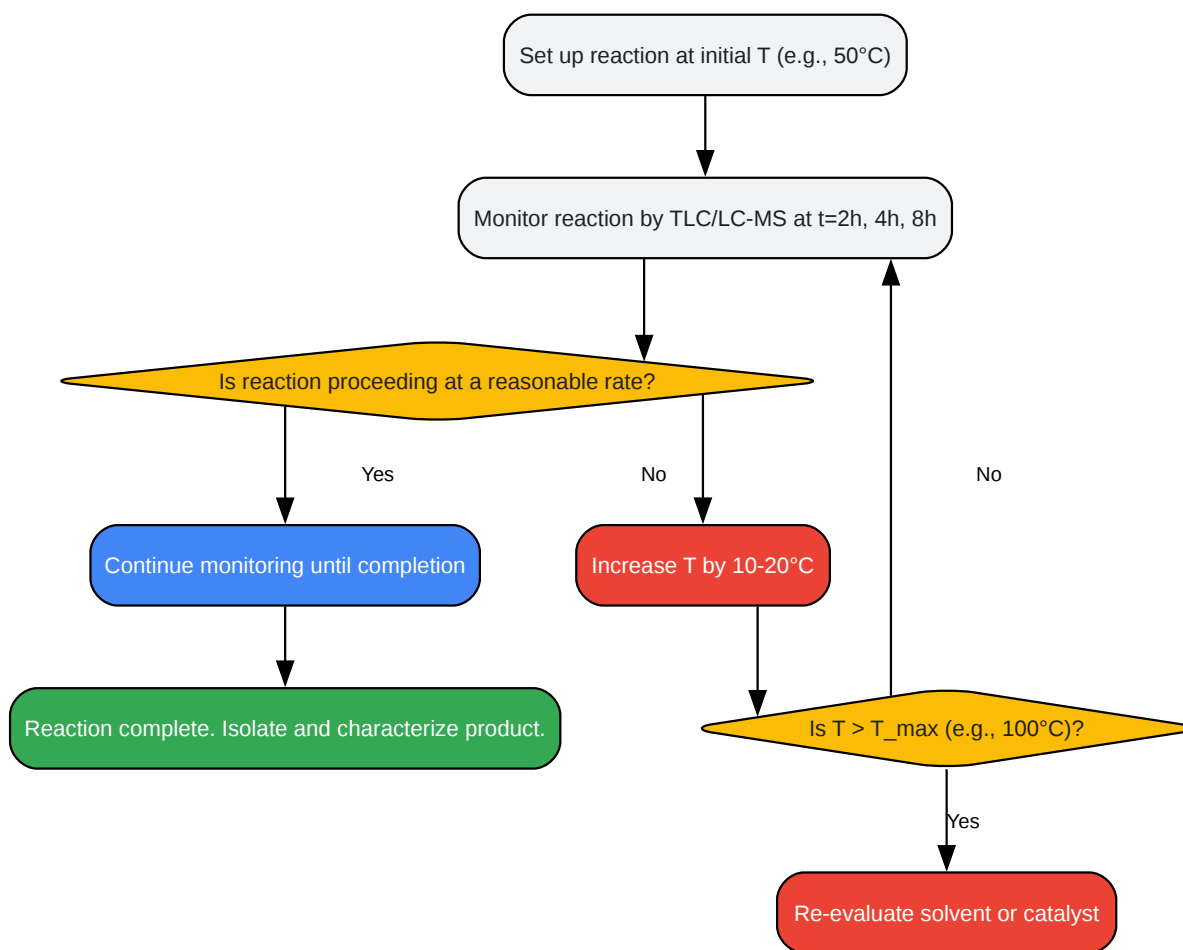 Set up reaction at initial T (e.g., 50°C)
Monitor reaction by TLC/LC-MS at t=2h, 4h, 8h
Is reaction proceeding at a reasonable rate?
Yes
No
No
Continue monitoring until completion
Increase T by 10-20°C
Reaction complete. Isolate and characterize product.
Is T > T_max (e.g., 100°C)?
Yes
Re-evaluate solvent or catalyst